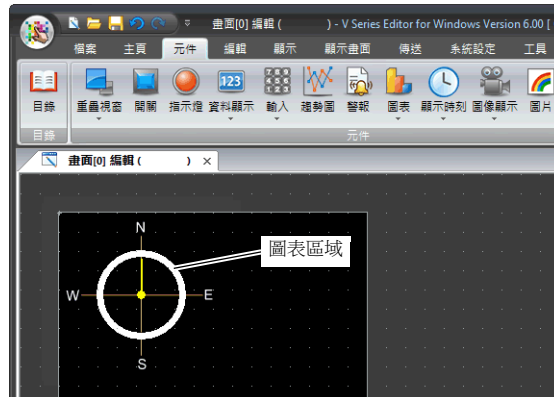 畫面[0] 編輯 ( ) - V Series Editor for Windows Version 6.00 [
檔案 主頁 元件 編輯 顯示 顯示畫面 傳送 系統設定 工具
目錄 重疊視窗 開關 指示燈 資料顯示 輸入 趨勢圖 警報 圖表 顯示時刻 圖像顯示 圖片
123
目錄 元件
畫面[0] 編輯 ( ) ×
N
圖表區域
W E
S